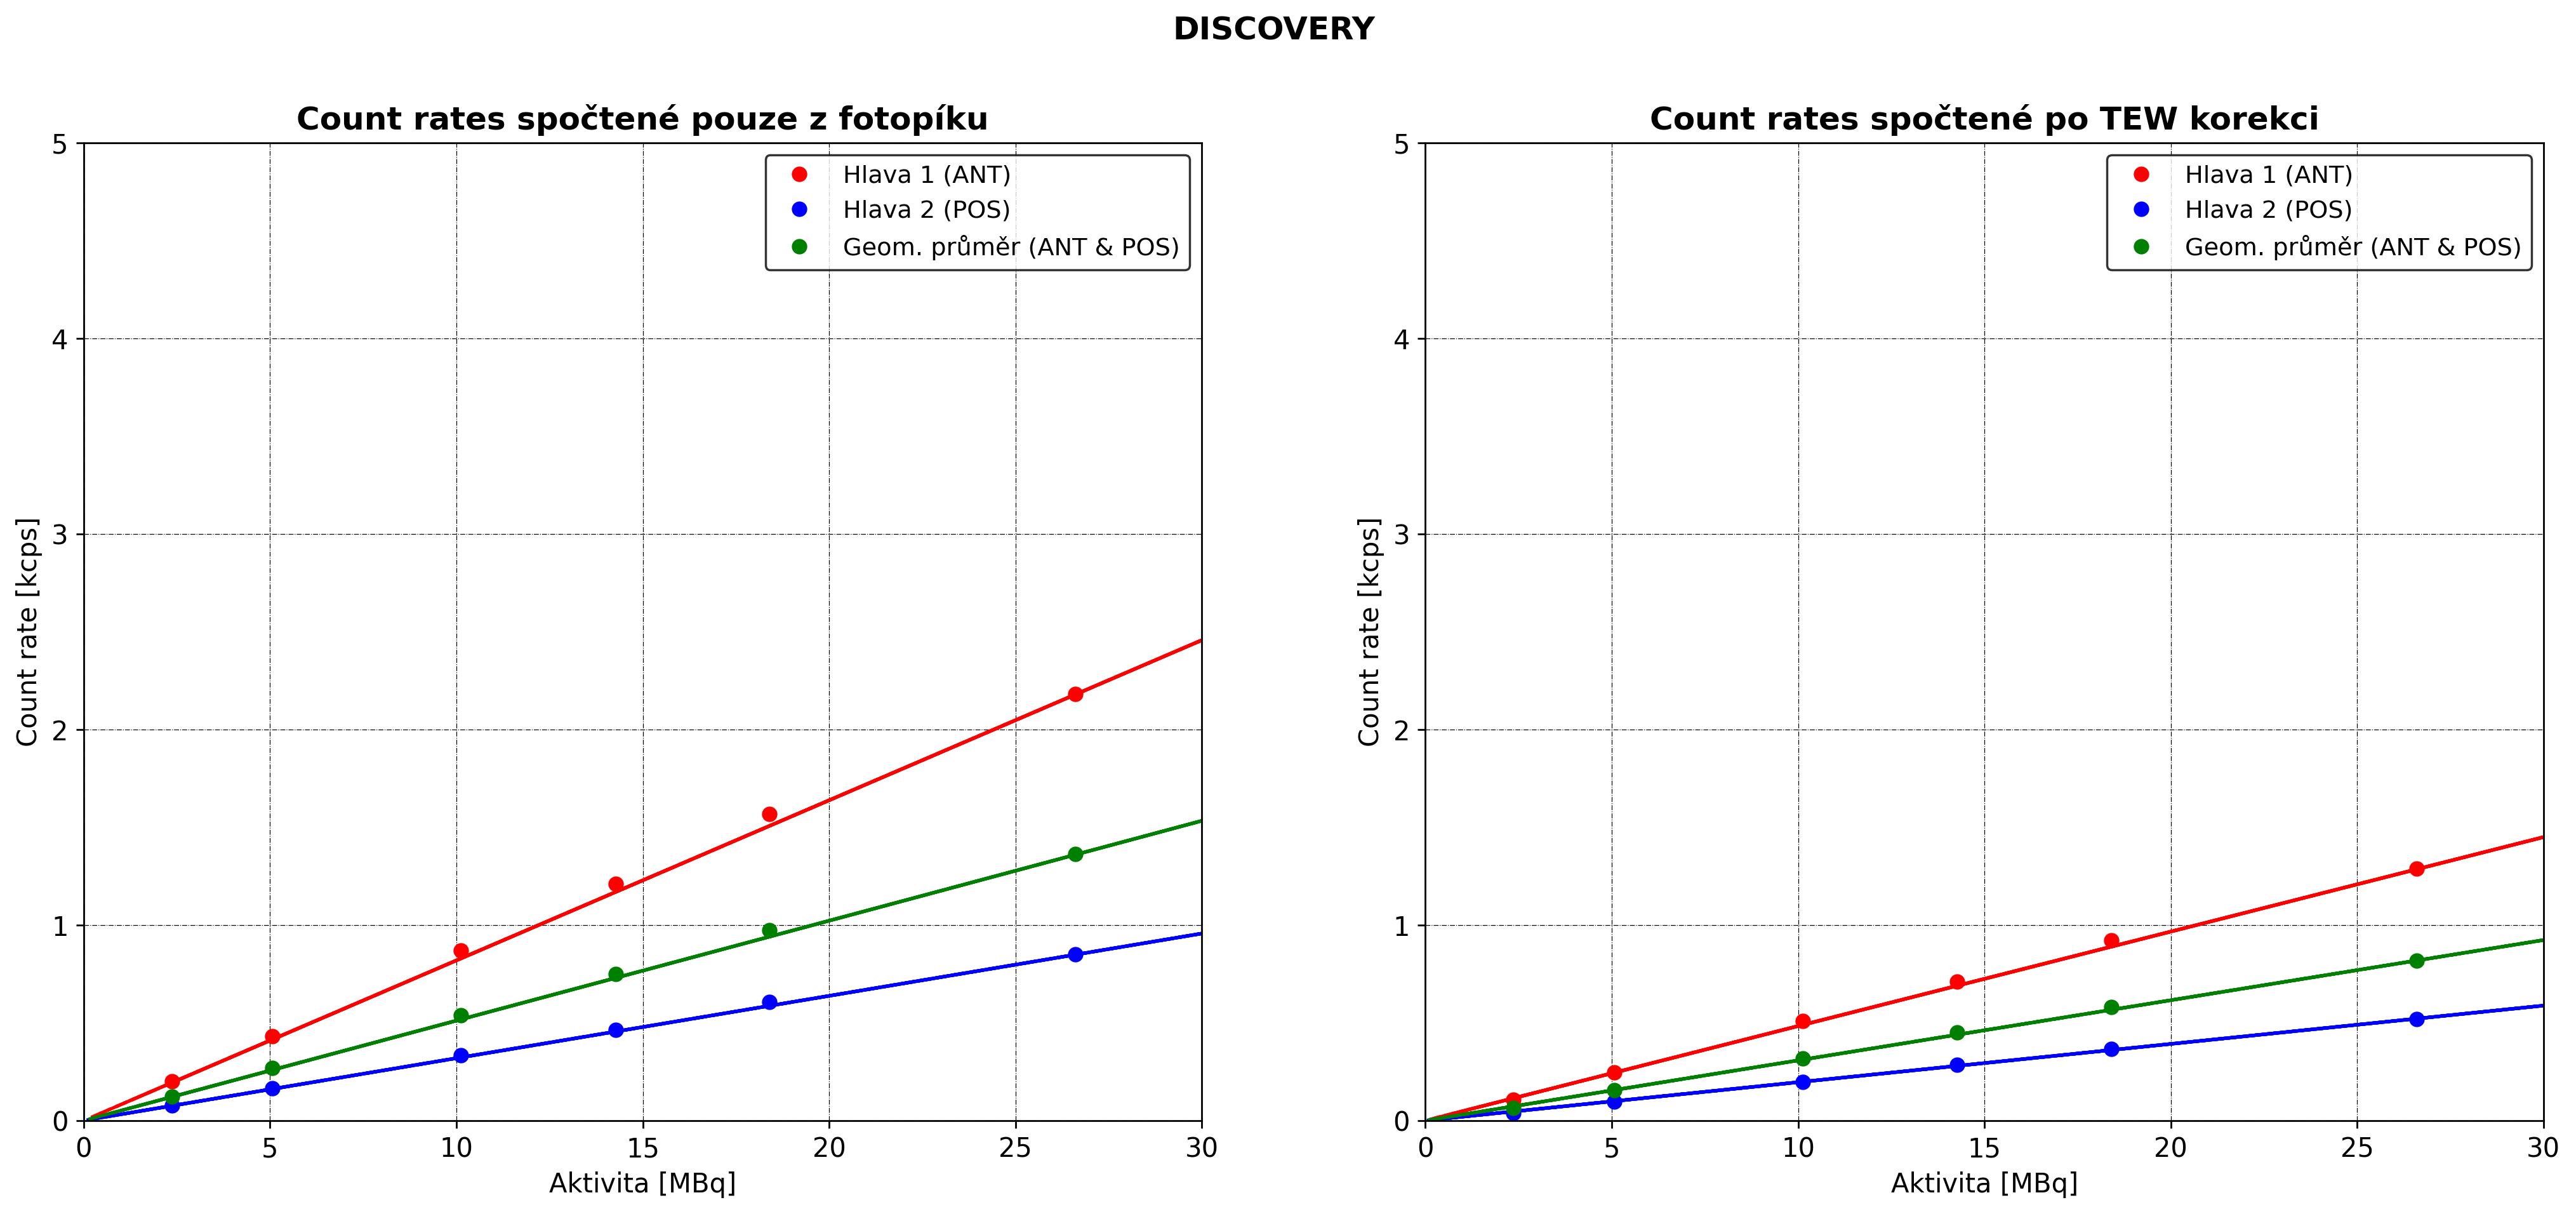 DISCOVERY
Count rates spočtené pouze z fotopíku
5
4
3
2
1
0
Count rate [kcps]
Hlava 1 (ANT)
Hlava 2 (POS)
Geom. průměr (ANT & POS)
0 5 10 15 20 25 30
Aktivita [MBq]
Count rates spočtené po TEW korekci
5
4
3
2
1
0
Count rate [kcps]
Hlava 1 (ANT)
Hlava 2 (POS)
Geom. průměr (ANT & POS)
0 5 10 15 20 25 30
Aktivita [MBq]